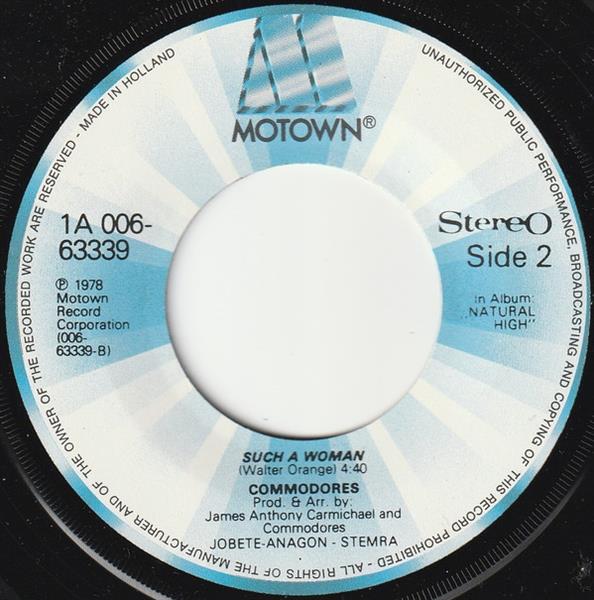 MOTOWN®
1A 006-
63339
℗ 1978
Motown
Record
Corporation
(006-
63339-B)
Stereo
Side 2
in Album:
„NATURAL
HIGH"
SUCH A WOMAN
(Walter Orange) 4:40
COMMODORES
Prod. & Arr. by:
James Anthony Carmichael and
Commodores
JOBETE-ANAGON - STEMRA
UNAUTHORIZED PUBLIC PERFORMANCE, BROADCASTING AND COPYING OF THIS RECORD PROHIBITED - ALL RIGHTS OF THE MANUFACTURER AND OF THE OWNER OF THE RECORDED WORK ARE RESERVED - MADE IN HOLLAND